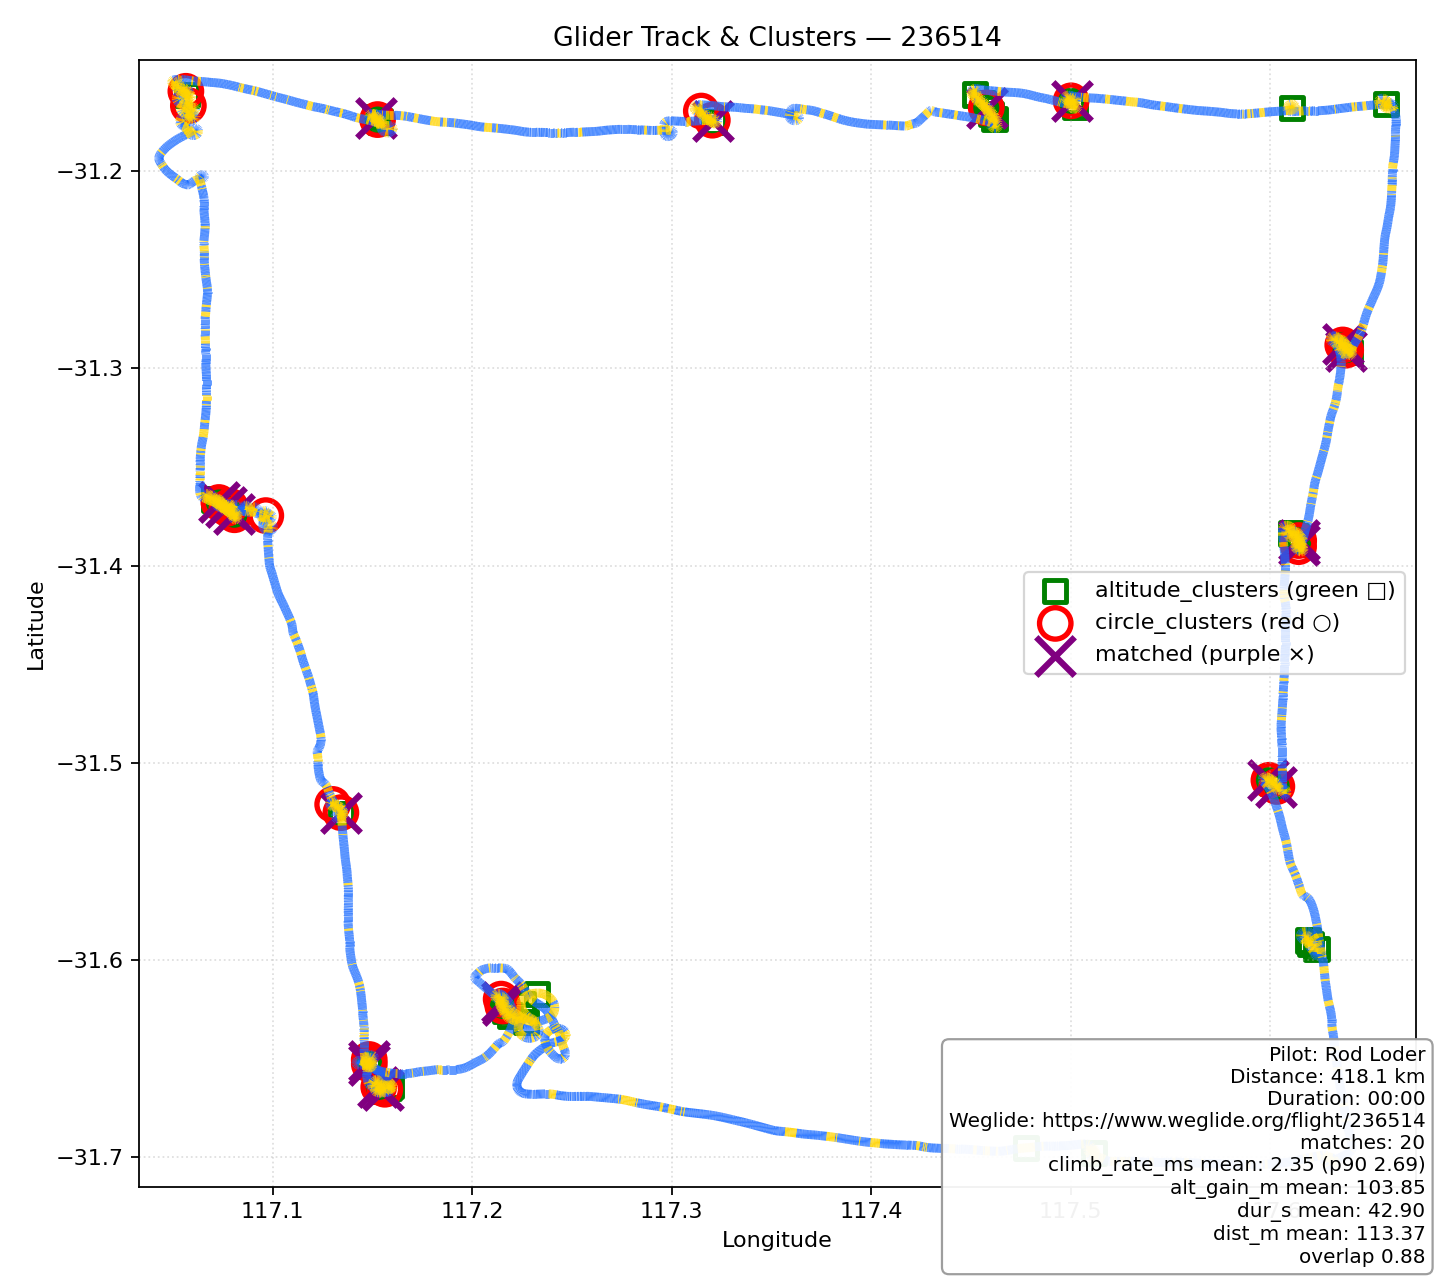 Glider Track & Clusters — 236514
−31.2
−31.3
−31.4
−31.5
−31.6
−31.7
Latitude
altitude_clusters (green □)
circle_clusters (red ○)
matched (purple ×)
Pilot: Rod Loder
Distance: 418.1 km
Duration: 00:00
Weglide: https://www.weglide.org/flight/236514
matches: 20
climb_rate_ms mean: 2.35 (p90 2.69)
alt_gain_m mean: 103.85
dur_s mean: 42.90
dist_m mean: 113.37
overlap 0.88
117.1
117.2
117.3
117.4
117.5
Longitude